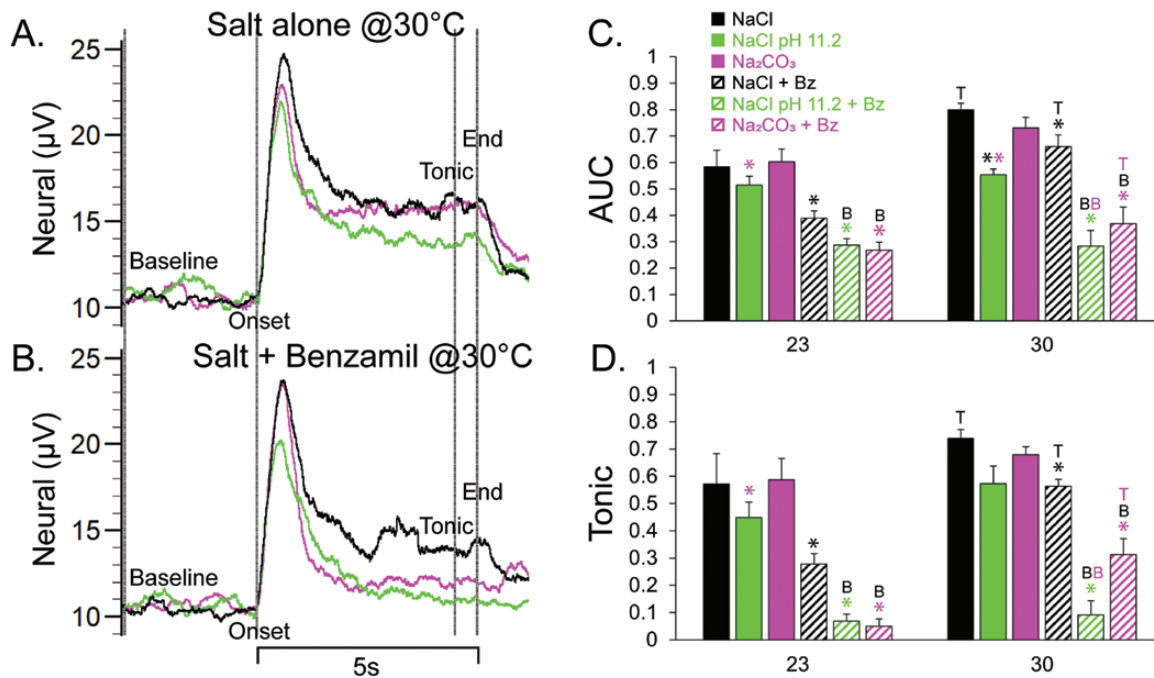 A.
Salt alone @30°C
25
20
15
10
Neural (µV)
Baseline
Onset
Tonic
End
B.
Salt + Benzamil @30°C
25
20
15
10
Neural (µV)
Baseline
Onset
Tonic
End
5s
C.
NaCl
NaCl pH 11.2
Na₂CO₃
NaCl + Bz
NaCl pH 11.2 + Bz
Na₂CO₃ + Bz
AUC
1
0.9
0.8
0.7
0.6
0.5
0.4
0.3
0.2
0.1
0
*
*
B
*
B
*
T
**
T
*
BB
*
T
B
*
23
30
D.
Tonic
1
0.9
0.8
0.7
0.6
0.5
0.4
0.3
0.2
0.1
0
*
*
B
*
B
*
T
T
*
BB
*
T
B
*
23
30